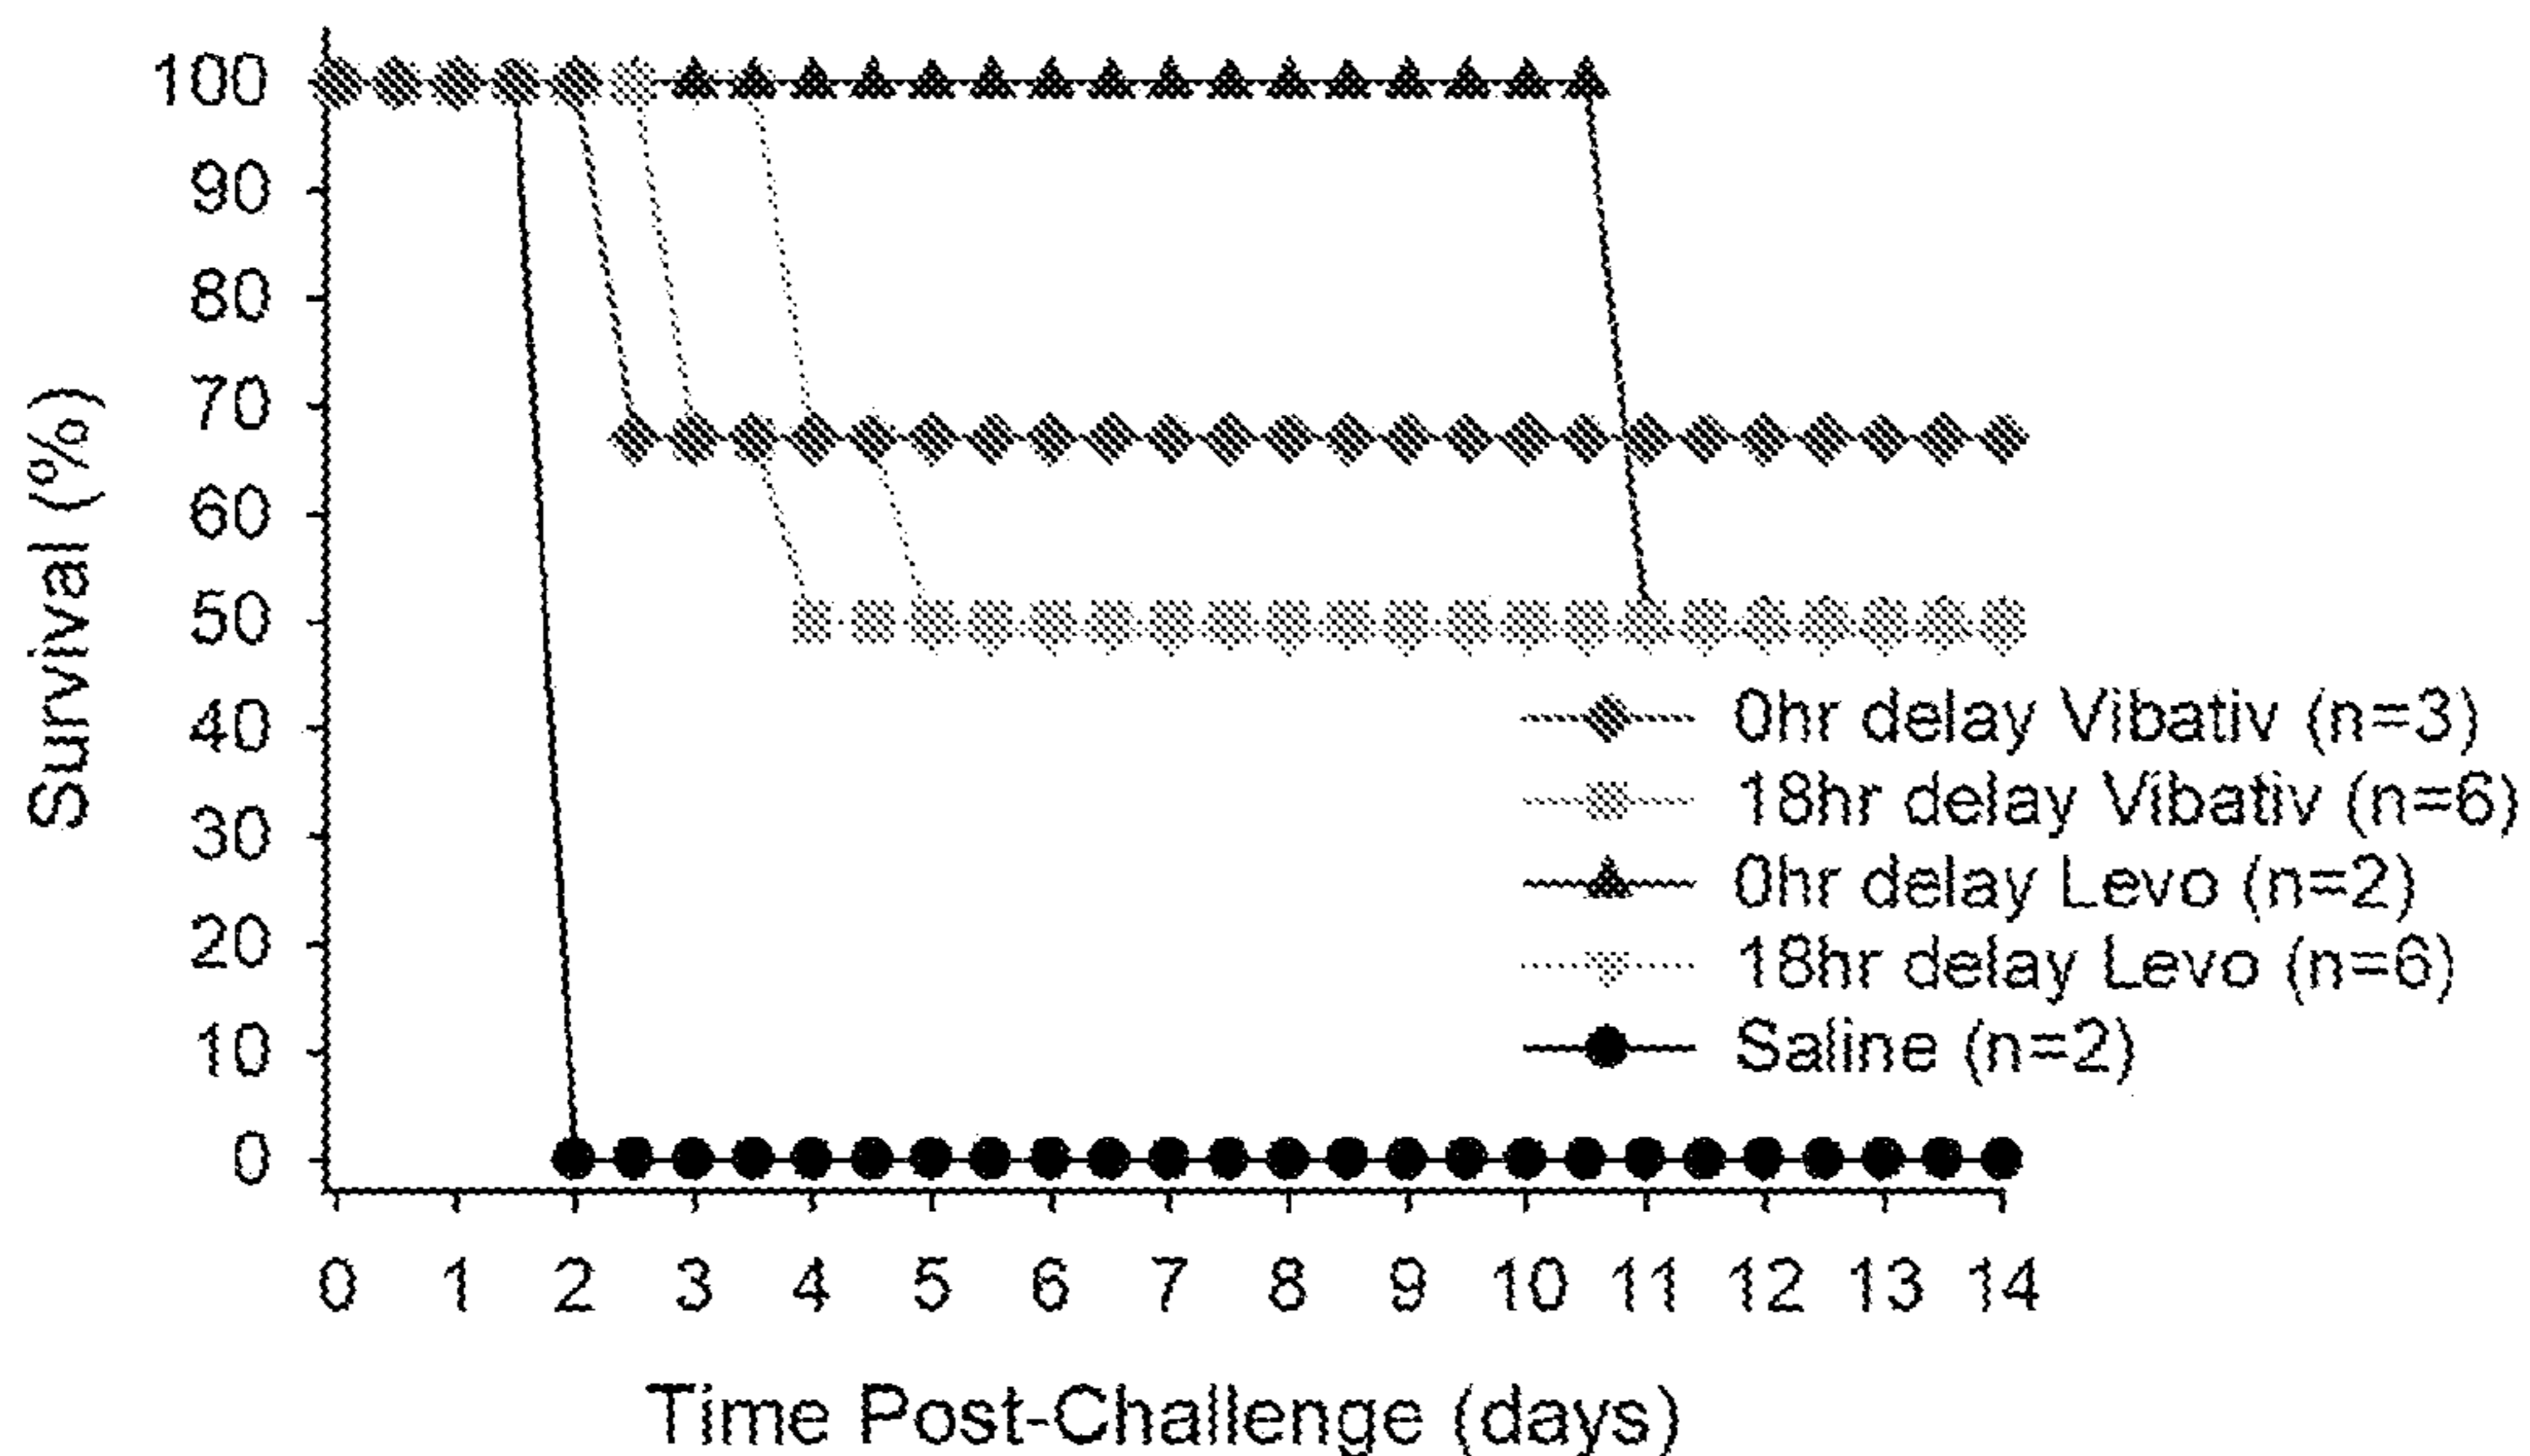 Survival (%)
100
90
80
70
60
50
40
30
20
10
0
0hr delay Vibativ (n=3)
18hr delay Vibativ (n=6)
0hr delay Levo (n=2)
18hr delay Levo (n=6)
Saline (n=2)
0 1 2 3 4 5 6 7 8 9 10 11 12 13 14
Time Post-Challenge (days)